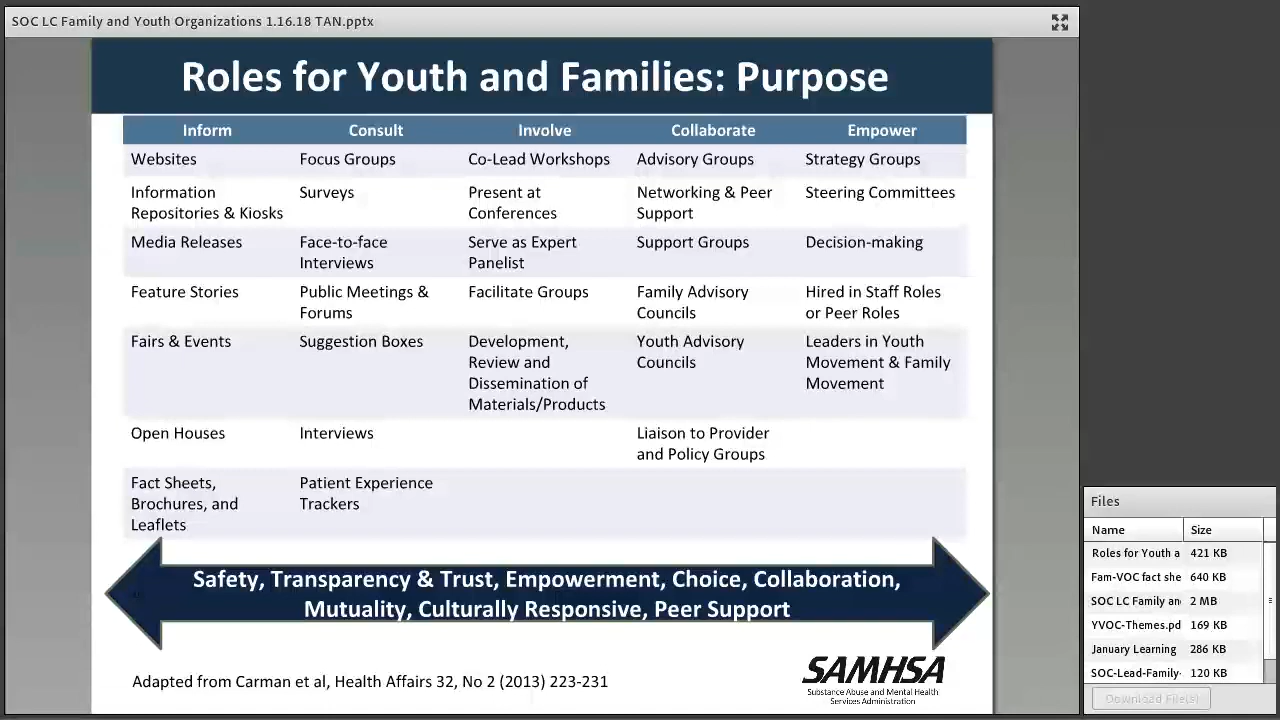 SOC LC Family and Youth Organizations 1.16.18 TAN.pptx
Roles for Youth and Families: Purpose
Inform Consult Involve Collaborate Empower
Websites Focus Groups Co-Lead Workshops Advisory Groups Strategy Groups
Information Surveys Present at Networking & Peer Steering Committees
Repositories & Kiosks Conferences Support
Media Releases Face-to-face Serve as Expert Support Groups Decision-making
Interviews Panelist
Feature Stories Public Meetings & Facilitate Groups Family Advisory Hired in Staff Roles
Forums Councils or Peer Roles
Fairs & Events Suggestion Boxes Development, Youth Advisory Leaders in Youth
Review and Councils Movement & Family
Dissemination of Movement
Materials/Products
Open Houses Interviews Liaison to Provider
and Policy Groups
Fact Sheets, Patient Experience
Brochures, and Trackers
Leaflets
Safety, Transparency & Trust, Empowerment, Choice, Collaboration,
Mutuality, Culturally Responsive, Peer Support
Adapted from Carman et al, Health Affairs 32, No 2 (2013) 223-231
SAMHSA
Substance Abuse and Mental Health
Services Administration
Files
Name Size
Roles for Youth a 421 KB
Fam-VOC fact she 640 KB
SOC LC Family an 2 MB
YVOC-Themes.pd 169 KB
January Learning 286 KB
SOC-Lead-Family- 120 KB
Download File(s)